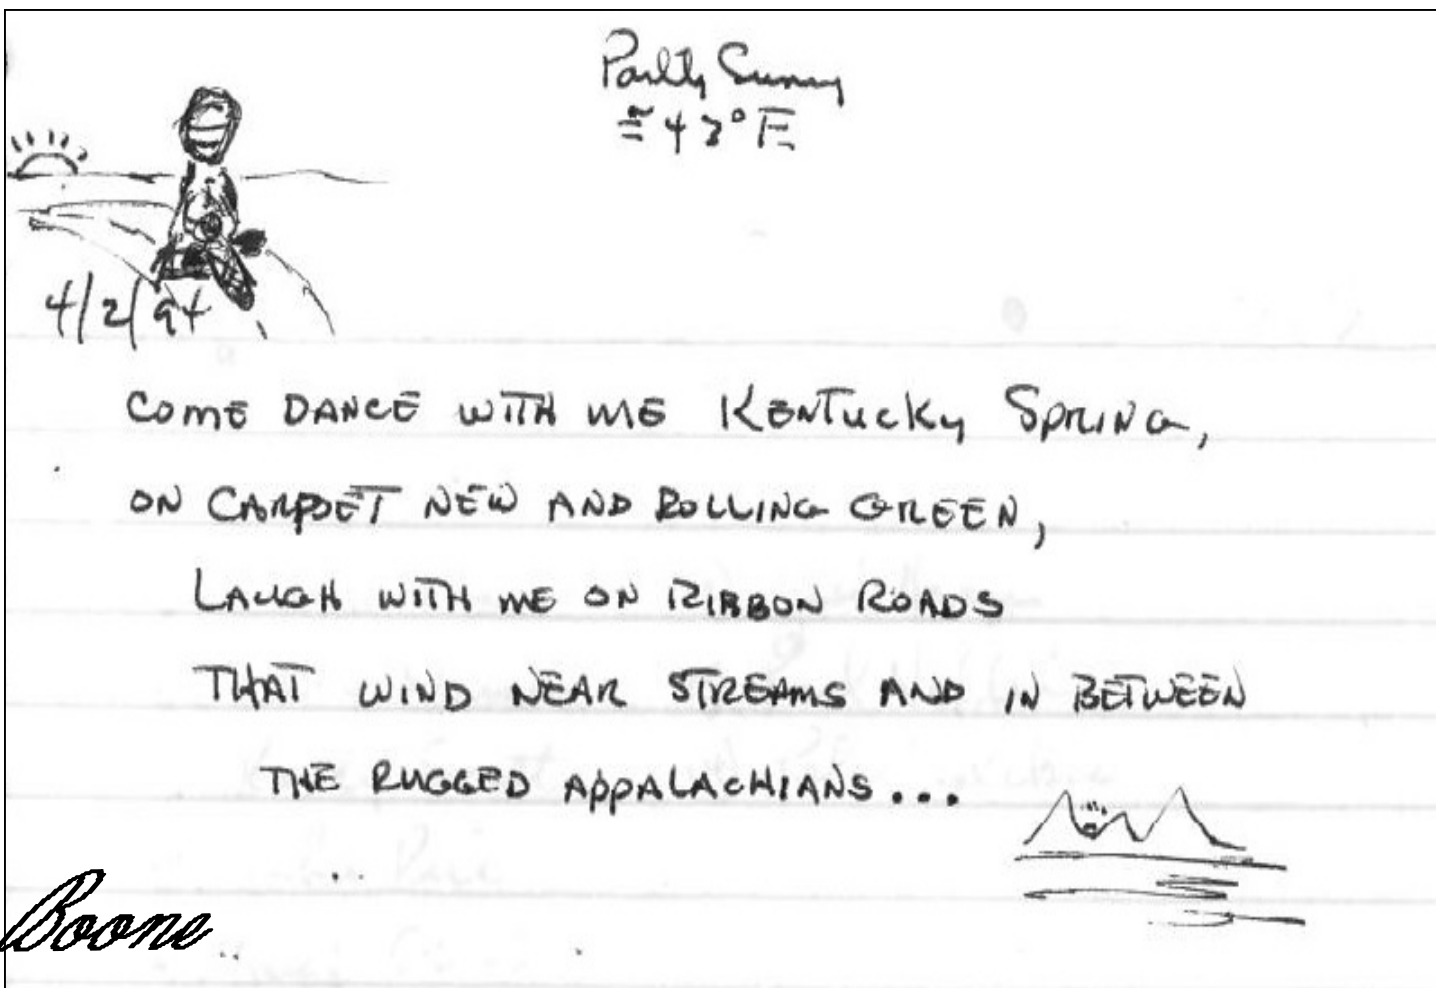 Partly Sunny
≅ 43° F
4/2/94
COME DANCE WITH ME KENTUCKY SPRING,
ON CARPET NEW AND ROLLING GREEN,
LAUGH WITH ME ON RIBBON ROADS
THAT WIND NEAR STREAMS AND IN BETWEEN
THE RUGGED APPALACHIANS...
Boone